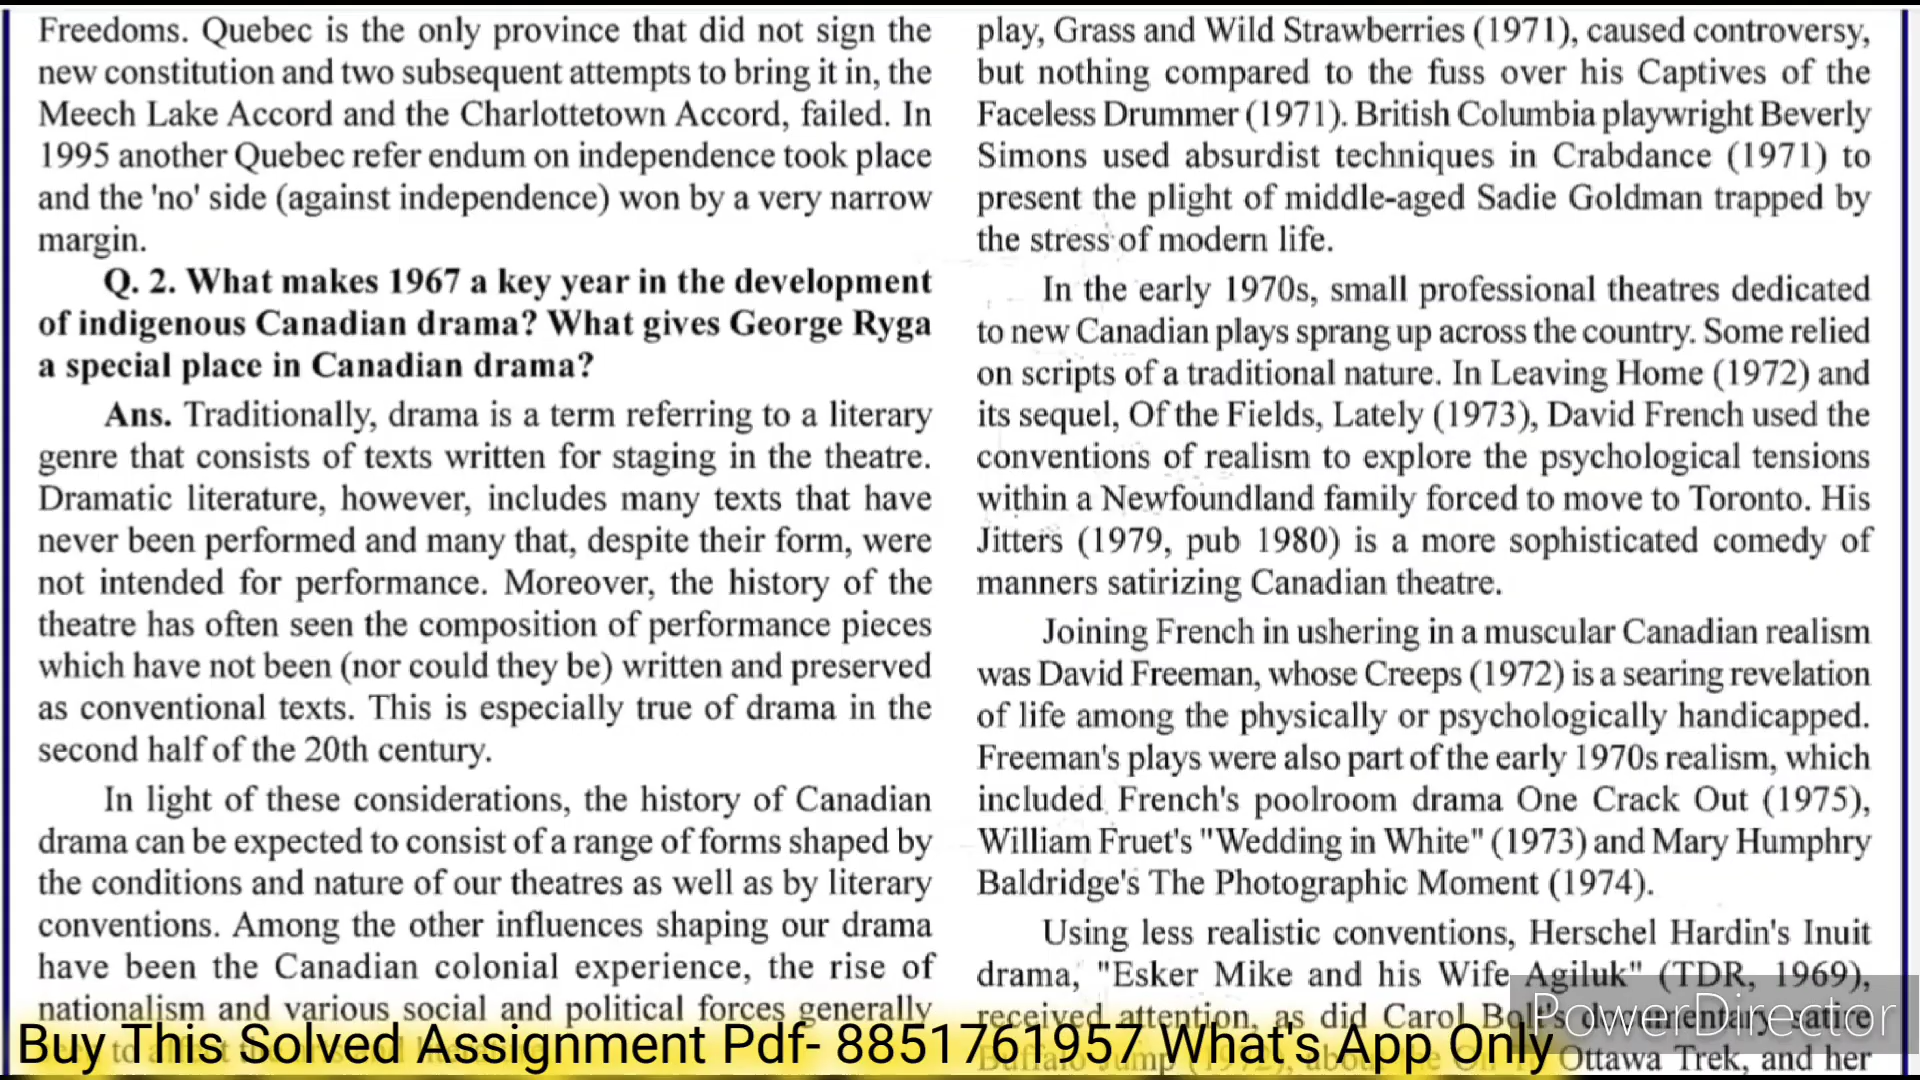 Freedoms. Quebec is the only province that did not sign the
new constitution and two subsequent attempts to bring it in, the
Meech Lake Accord and the Charlottetown Accord, failed. In
1995 another Quebec refer endum on independence took place
and the 'no' side (against independence) won by a very narrow
margin.
Q. 2. What makes 1967 a key year in the development
of indigenous Canadian drama? What gives George Ryga
a special place in Canadian drama?
Ans. Traditionally, drama is a term referring to a literary
genre that consists of texts written for staging in the theatre.
Dramatic literature, however, includes many texts that have
never been performed and many that, despite their form, were
not intended for performance. Moreover, the history of the
theatre has often seen the composition of performance pieces
which have not been (nor could they be) written and preserved
as conventional texts. This is especially true of drama in the
second half of the 20th century.
In light of these considerations, the history of Canadian
drama can be expected to consist of a range of forms shaped by
the conditions and nature of our theatres as well as by literary
conventions. Among the other influences shaping our drama
have been the Canadian colonial experience, the rise of
nationalism and various social and political forces generally
play, Grass and Wild Strawberries (1971), caused controversy,
but nothing compared to the fuss over his Captives of the
Faceless Drummer (1971). British Columbia playwright Beverly
Simons used absurdist techniques in Crabdance (1971) to
present the plight of middle-aged Sadie Goldman trapped by
the stress of modern life.
In the early 1970s, small professional theatres dedicated
to new Canadian plays sprang up across the country. Some relied
on scripts of a traditional nature. In Leaving Home (1972) and
its sequel, Of the Fields, Lately (1973), David French used the
conventions of realism to explore the psychological tensions
within a Newfoundland family forced to move to Toronto. His
Jitters (1979, pub 1980) is a more sophisticated comedy of
manners satirizing Canadian theatre.
Joining French in ushering in a muscular Canadian realism
was David Freeman, whose Creeps (1972) is a searing revelation
of life among the physically or psychologically handicapped.
Freeman's plays were also part of the early 1970s realism, which
included French's poolroom drama One Crack Out (1975),
William Fruet's "Wedding in White" (1973) and Mary Humphry
Baldridge's The Photographic Moment (1974).
Using less realistic conventions, Herschel Hardin's Inuit
drama, "Esker Mike and his Wife Agiluk" (TDR, 1969),
received attention, as did Carol documentary satire
Ottawa Trek, and her
PowerDirector
Buy This Solved Assignment Pdf- 8851761957 What's App Only